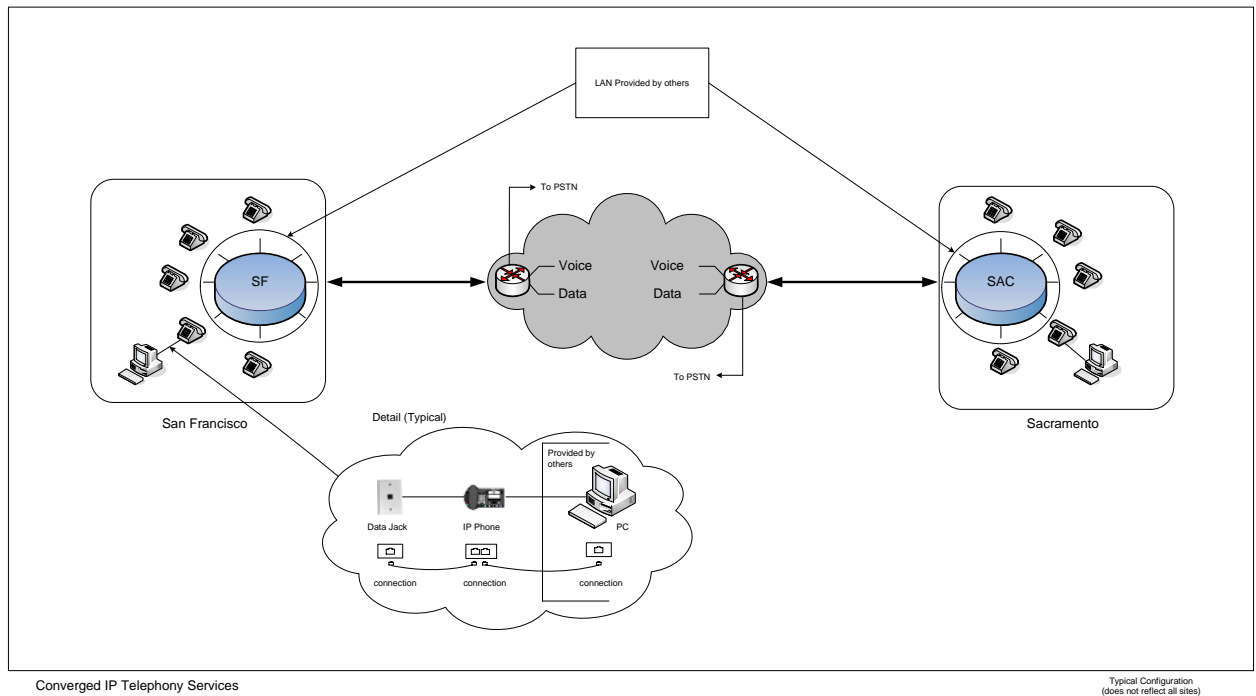 LAN Provided by others
To PSTN
Voice
Voice
SF
SAC
Data
Data
To PSTN
San Francisco
Sacramento
Detail (Typical)
Provided by
others
Data Jack
IP Phone
PC
connection
connection
connection
Converged IP Telephony Services
Typical Configuration
(does not reflect all sites)